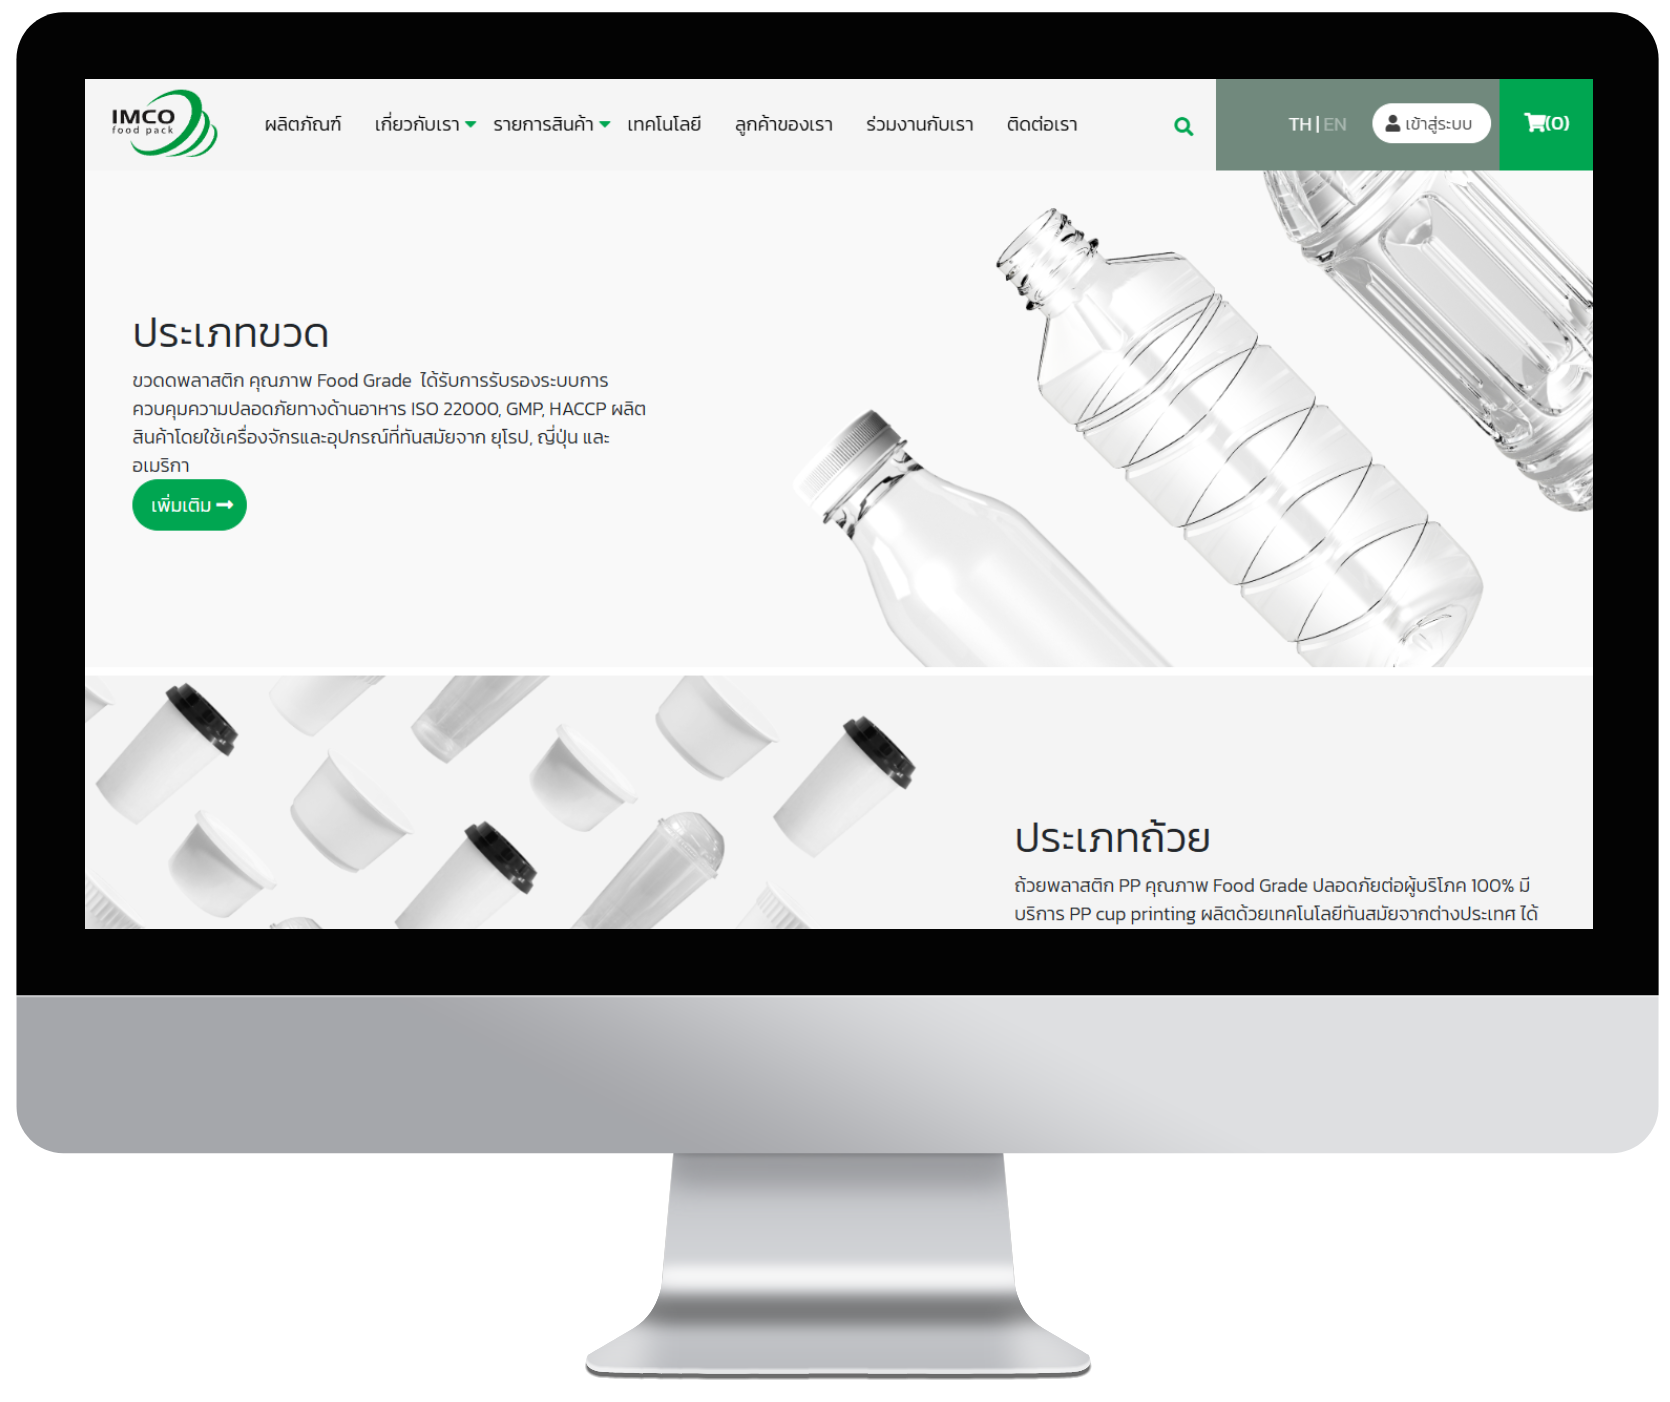 IMCO
food pack
ผลิตภัณฑ์ เกี่ยวกับเรา รายการสินค้า เทคโนโลยี ลูกค้าของเรา ร่วมงานกับเรา ติดต่อเรา TH | EN เข้าสู่ระบบ (0)
ประเภทขวด
ขวดดพลาสติก คุณภาพ Food Grade ได้รับการรับรองระบบการ
ควบคุมความปลอดภัยทางด้านอาหาร ISO 22000, GMP, HACCP ผลิต
สินค้าโดยใช้เครื่องจักรและอุปกรณ์ที่ทันสมัยจาก ยุโรป, ญี่ปุ่น และ
อเมริกา
เพิ่มเติม
ประเภทถ้วย
ถ้วยพลาสติก PP คุณภาพ Food Grade ปลอดภัยต่อผู้บริโภค 100% มี
บริการ PP cup printing ผลิตด้วยเทคโนโลยีทันสมัยจากต่างประเทศ ได้